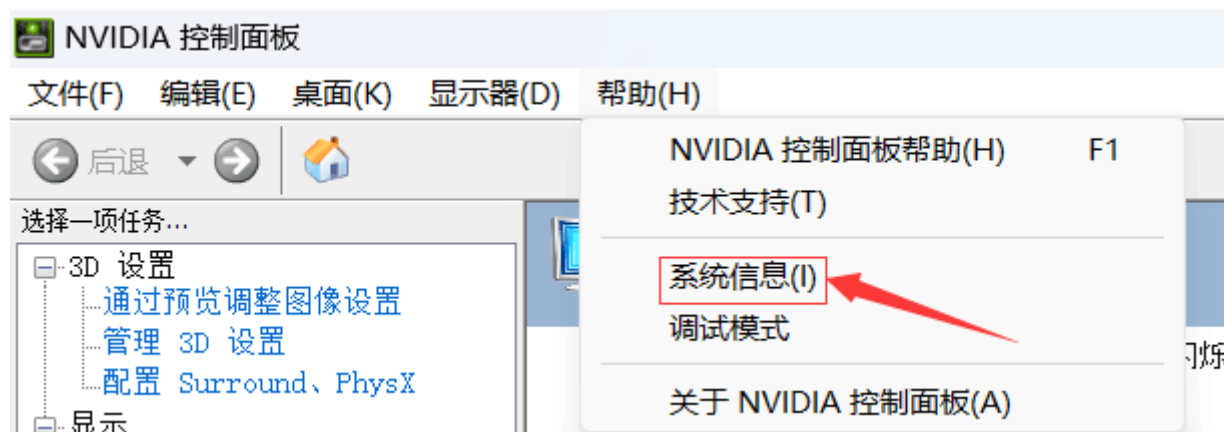 NVIDIA 控制面板
文件(F) 编辑(E) 桌面(K) 显示器(D) 帮助(H)
后退
NVIDIA 控制面板帮助(H) F1
技术支持(T)
选择一项任务...
3D 设置
系统信息(I)
通过预览调整图像设置
调试模式
管理 3D 设置
配置 Surround、PhysX
关于 NVIDIA 控制面板(A)
显示